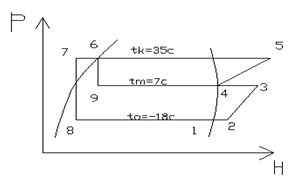 P
7 6 tk=35c 5
9 tm=7c 4 3
8 to=-18c 1 2
H